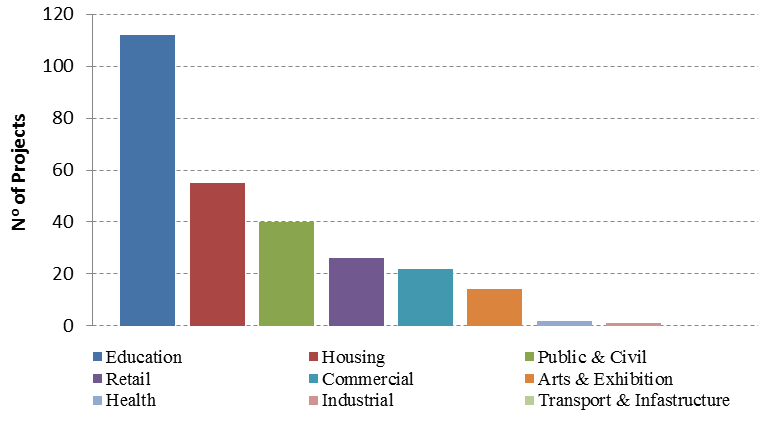 120
100
80
60
40
20
0
Nº of Projects
Education Housing Public & Civil
Retail Commercial Arts & Exhibition
Health Industrial Transport & Infastructure